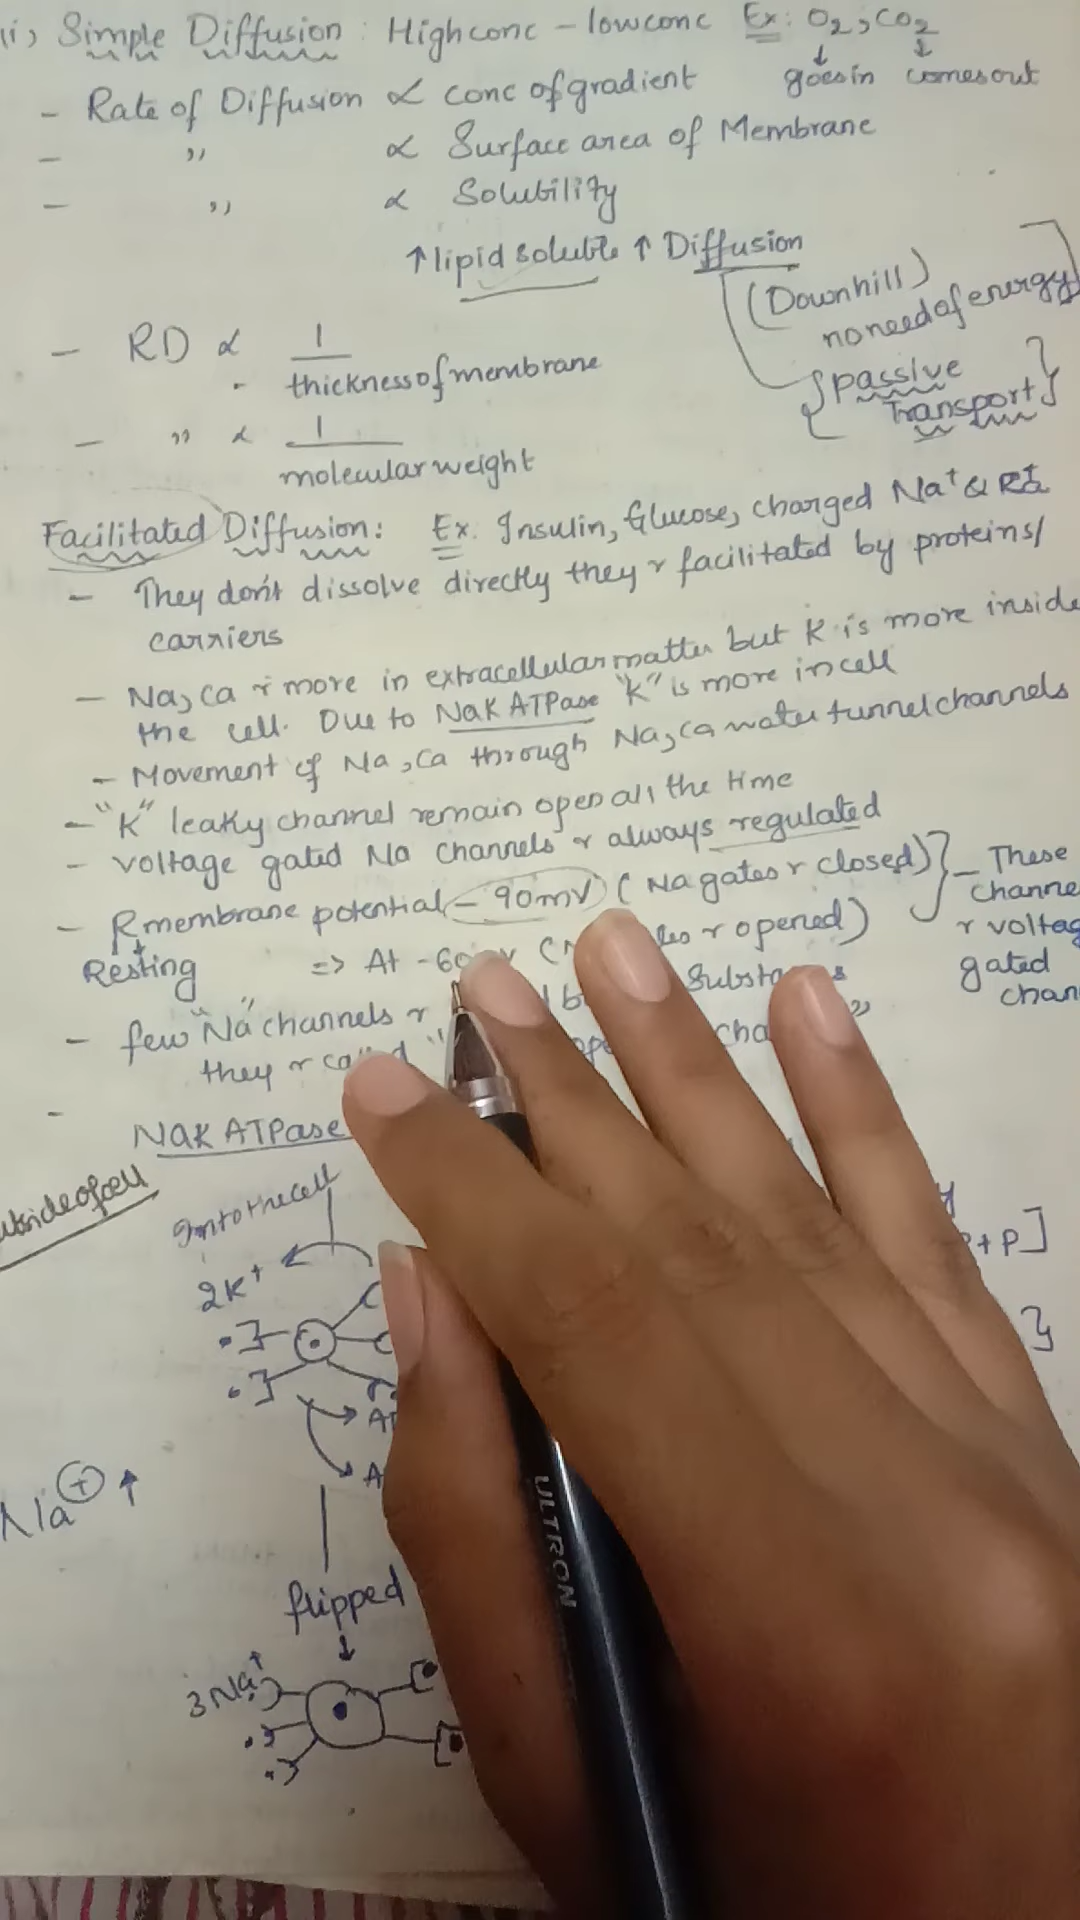 (i), Simple Diffusion : High conc - low conc Ex: O2, CO2
goes in comes out
- Rate of Diffusion ∝ conc of gradient
- ,, ∝ Surface area of Membrane
- ,, ∝ Solubility
↑ lipid soluble ↑ Diffusion
(Downhill)
no need of energy
{passive
Transport}
- RD ∝ 1
thickness of membrane
- ,, ∝ 1
molecular weight
Facilitated Diffusion: Ex. Insulin, Glucose, charged Na+ &
- They don't dissolve directly they r facilitated by proteins/
carriers
- Na, Ca r more in extracellular matter but K is more inside
the cell. Due to NaK ATPase "K" is more in cell
- Movement of Na, Ca through Na, Ca water tunnel channels
- "K" leaky channel remain open all the time
- Voltage gated Na channels r always regulated
- R membrane potential - 90mV (Na gates r closed)} - These
Resting
channe
r voltag
gated
chan
=> At -60 r opened)
- few "Na" channels r Substa
they r
NaK ATPase
outside of cell
into the cell
2K+
+ P]
}
Na+ ↑
flipped
3Na+
ULTRON